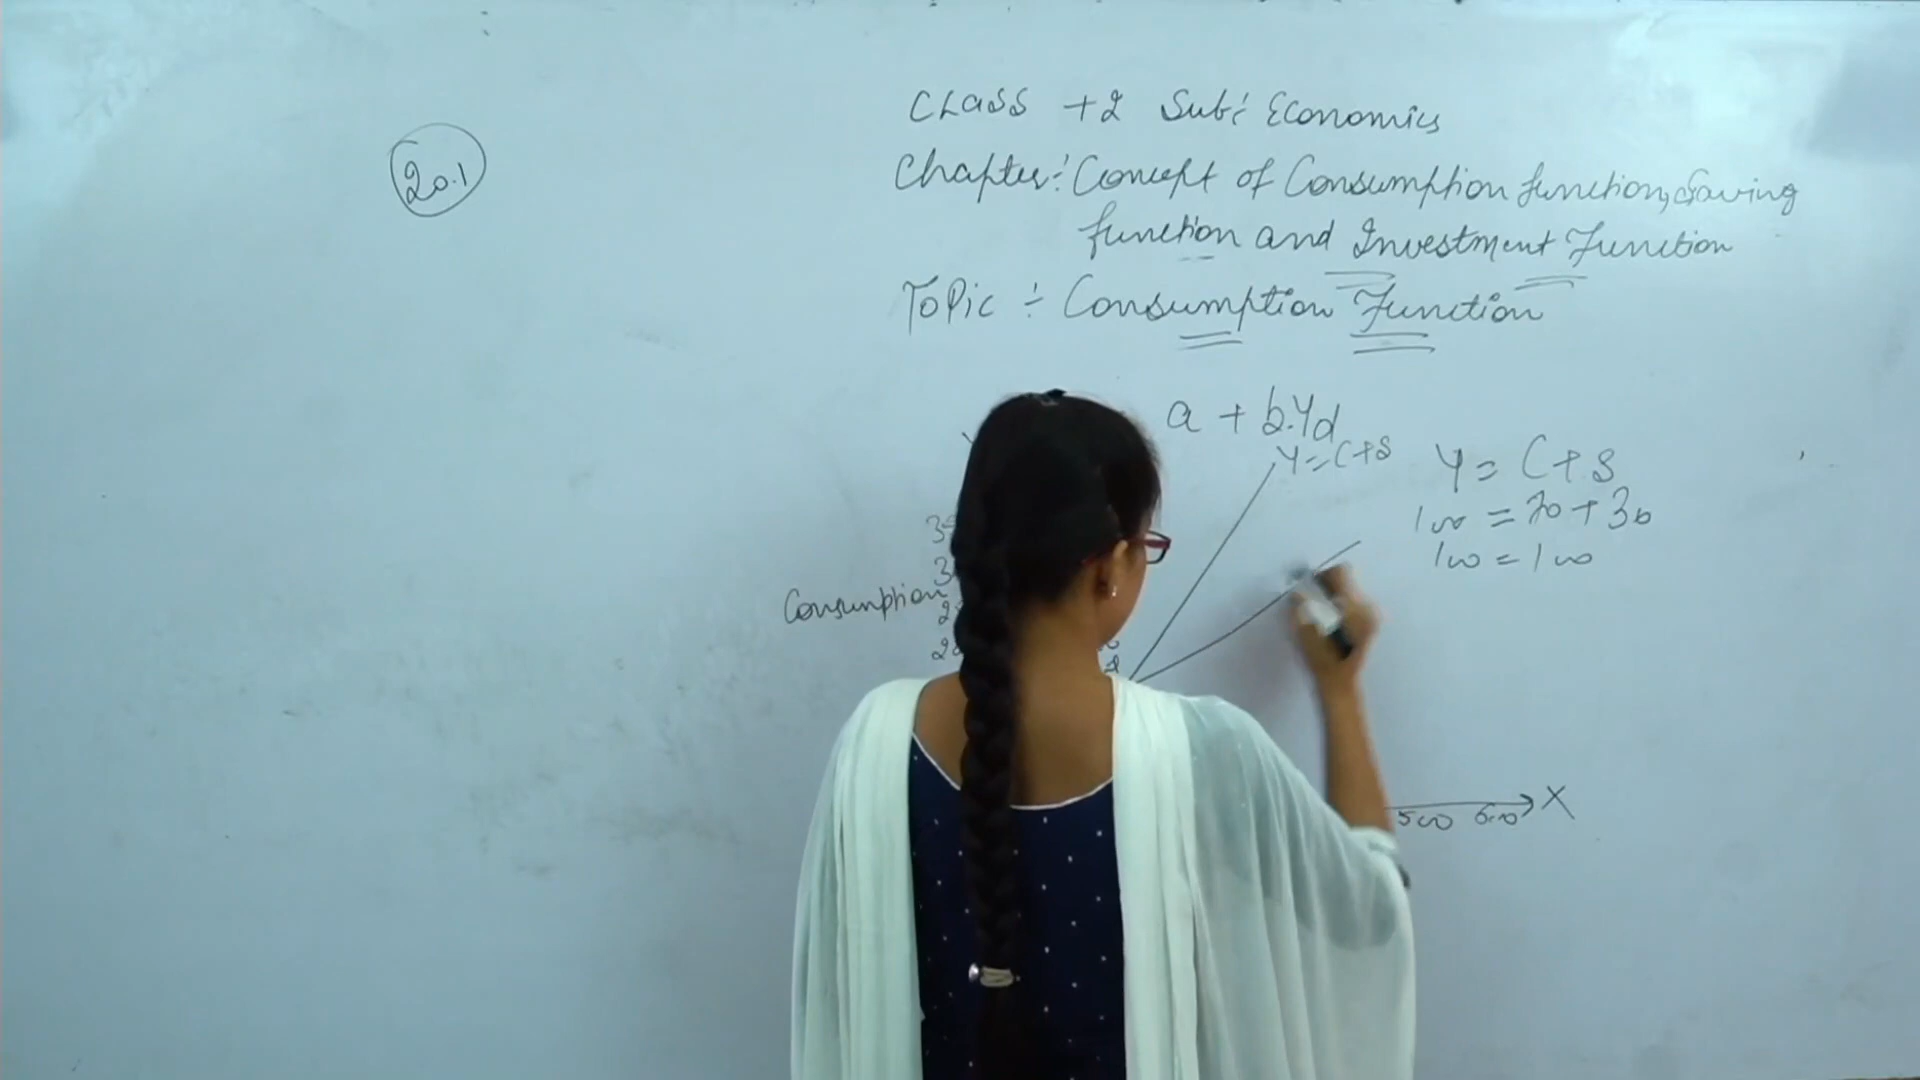 20.1
Class +2 Sub: Economics
Chapter: Concept of Consumption function, Saving
function and Investment Function
Topic ÷ Consumption Function
a + b.Yd
Y=C+S
Y = C+S
100 = 70+30
100 = 100
Consumption
500 600 X